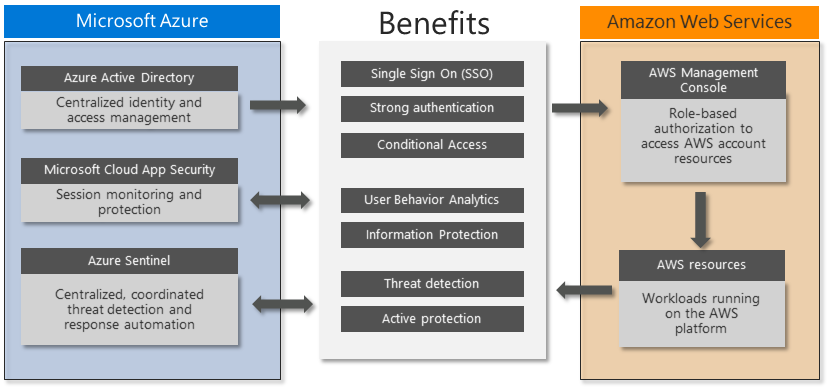 Microsoft Azure
Azure Active Directory
Centralized identity and
access management
Microsoft Cloud App Security
Session monitoring and
protection
Azure Sentinel
Centralized, coordinated
threat detection and
response automation
Benefits
Single Sign On (SSO)
Strong authentication
Conditional Access
User Behavior Analytics
Information Protection
Threat detection
Active protection
Amazon Web Services
AWS Management
Console
Role-based
authorization to
access AWS account
resources
AWS resources
Workloads running
on the AWS
platform